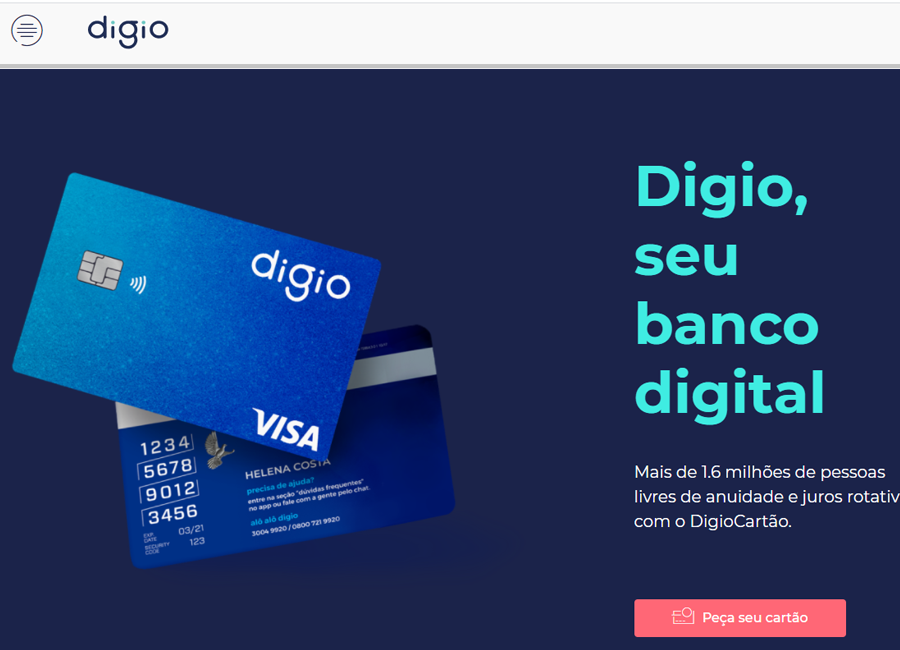 digio
Digio,
seu
banco
digital
Mais de 1.6 milhões de pessoas
livres de anuidade e juros rotativ
com o DigioCartão.
Peça seu cartão
digio
VISA
1234
5678
9012
3456
EXP.
DATE
03/21
SECURITY
CODE
123
HELENA COSTA
precisa de ajuda?
entre na seção "dúvidas frequentes"
no app ou fale com a gente pelo chat.
alô alô digio
3004 9920 / 0800 721 9920